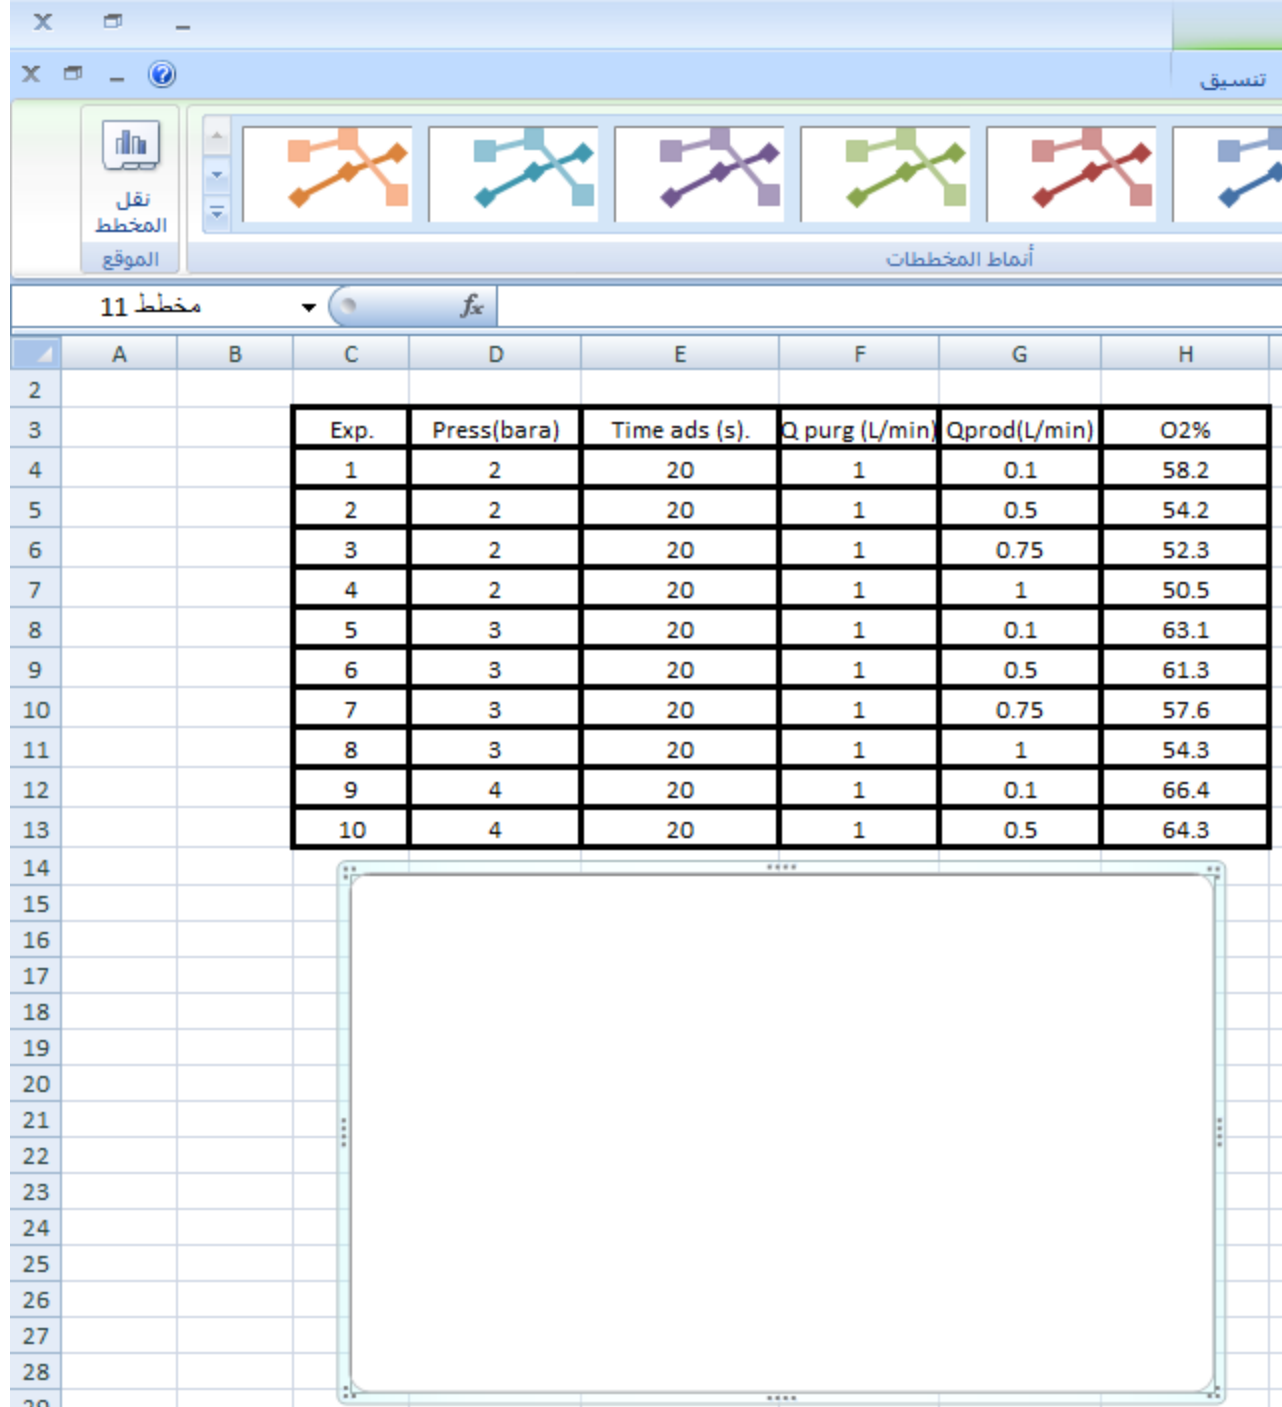 تنسيق
نقل
المخطط
الموقع
أنماط المخططات
مخطط 11
fx
A B C D E F G H
2
3 Exp. Press(bara) Time ads (s). Q purg (L/min) Qprod(L/min) O2%
4 1 2 20 1 0.1 58.2
5 2 2 20 1 0.5 54.2
6 3 2 20 1 0.75 52.3
7 4 2 20 1 1 50.5
8 5 3 20 1 0.1 63.1
9 6 3 20 1 0.5 61.3
10 7 3 20 1 0.75 57.6
11 8 3 20 1 1 54.3
12 9 4 20 1 0.1 66.4
13 10 4 20 1 0.5 64.3
14
15
16
17
18
19
20
21
22
23
24
25
26
27
28